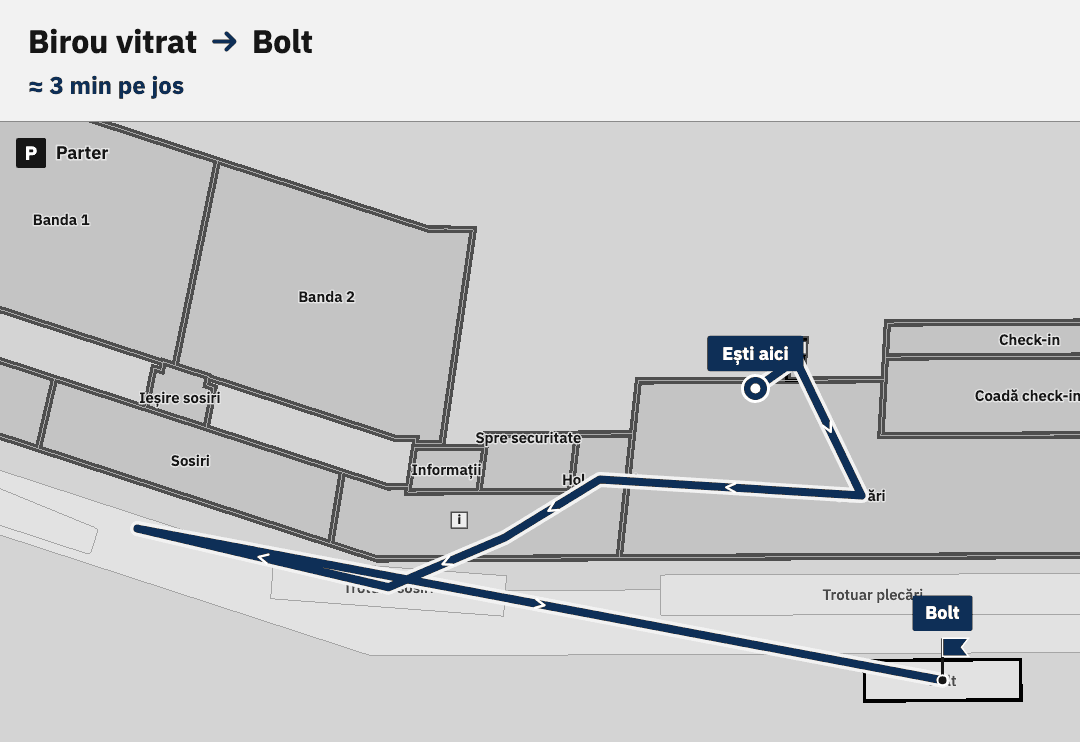 Birou vitrat → Bolt
≈ 3 min pe jos
P Parter
Banda 1
Banda 2
Ești aici
Check-in
Coadă check-in
Ieșire sosiri
Spre securitate
Sosiri
Informații
Hol
i
Trotuar plecări
Bolt